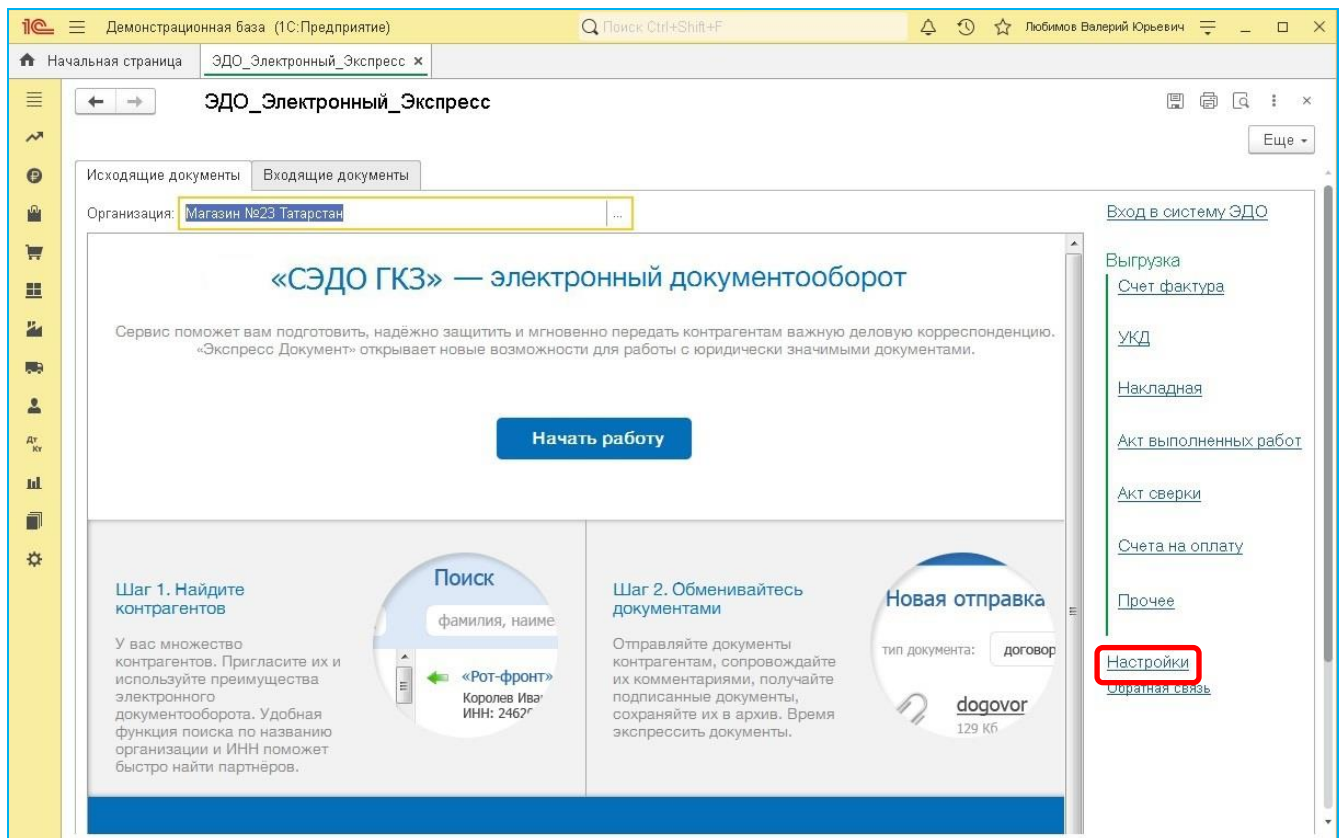 1С Демонстрационная база (1С:Предприятие) Поиск Ctrl+Shift+F Любимов Валерий Юрьевич
Начальная страница ЭДО_Электронный_Экспресс ×
ЭДО_Электронный_Экспресс
Еще
Исходящие документы Входящие документы
Организация: Магазин №23 Татарстан ...
Вход в систему ЭДО
«СЭДО ГКЗ» — электронный документооборот
Сервис поможет вам подготовить, надёжно защитить и мгновенно передать контрагентам важную деловую корреспонденцию.
«Экспресс Документ» открывает новые возможности для работы с юридически значимыми документами.
Начать работу
Шаг 1. Найдите
контрагентов
У вас множество
контрагентов. Пригласите их и
используйте преимущества
электронного
документооборота. Удобная
функция поиска по названию
организации и ИНН поможет
быстро найти партнёров.
Поиск
фамилия, наиме
«Рот-фронт»
Королев Ива
ИНН: 2462
Шаг 2. Обменивайтесь
документами
Отправляйте документы
контрагентам, сопровождайте
их комментариями, получайте
подписанные документы,
сохраняйте их в архив. Время
экспрессить документы.
Новая отправка
тип документа: договор
dogovor
129 Кб
Выгрузка
Счет фактура
УКД
Накладная
Акт выполненных работ
Акт сверки
Счета на оплату
Прочее
Настройки
Обратная связь
Дт
Кт